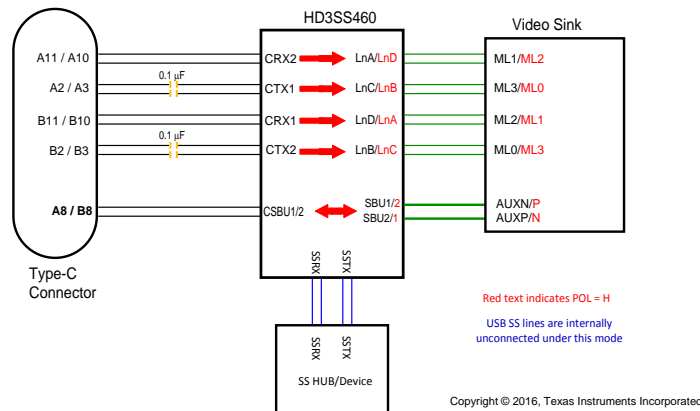 HD3SS460
Video Sink
A11 / A10
CRX2
LnA/LnD
ML1/ML2
0.1 µF
A2 / A3
CTX1
LnC/LnB
ML3/ML0
B11 / B10
CRX1
LnD/LnA
ML2/ML1
0.1 µF
B2 / B3
CTX2
LnB/LnC
ML0/ML3
A8 / B8
CSBU1/2
SBU1/2
SBU2/1
AUXN/P
AUXP/N
SSRX
SSTX
Type-C
Connector
Red text indicates POL = H
USB SS lines are internally
unconnected under this mode
SSRX
SSTX
SS HUB/Device
Copyright © 2016, Texas Instruments Incorporated